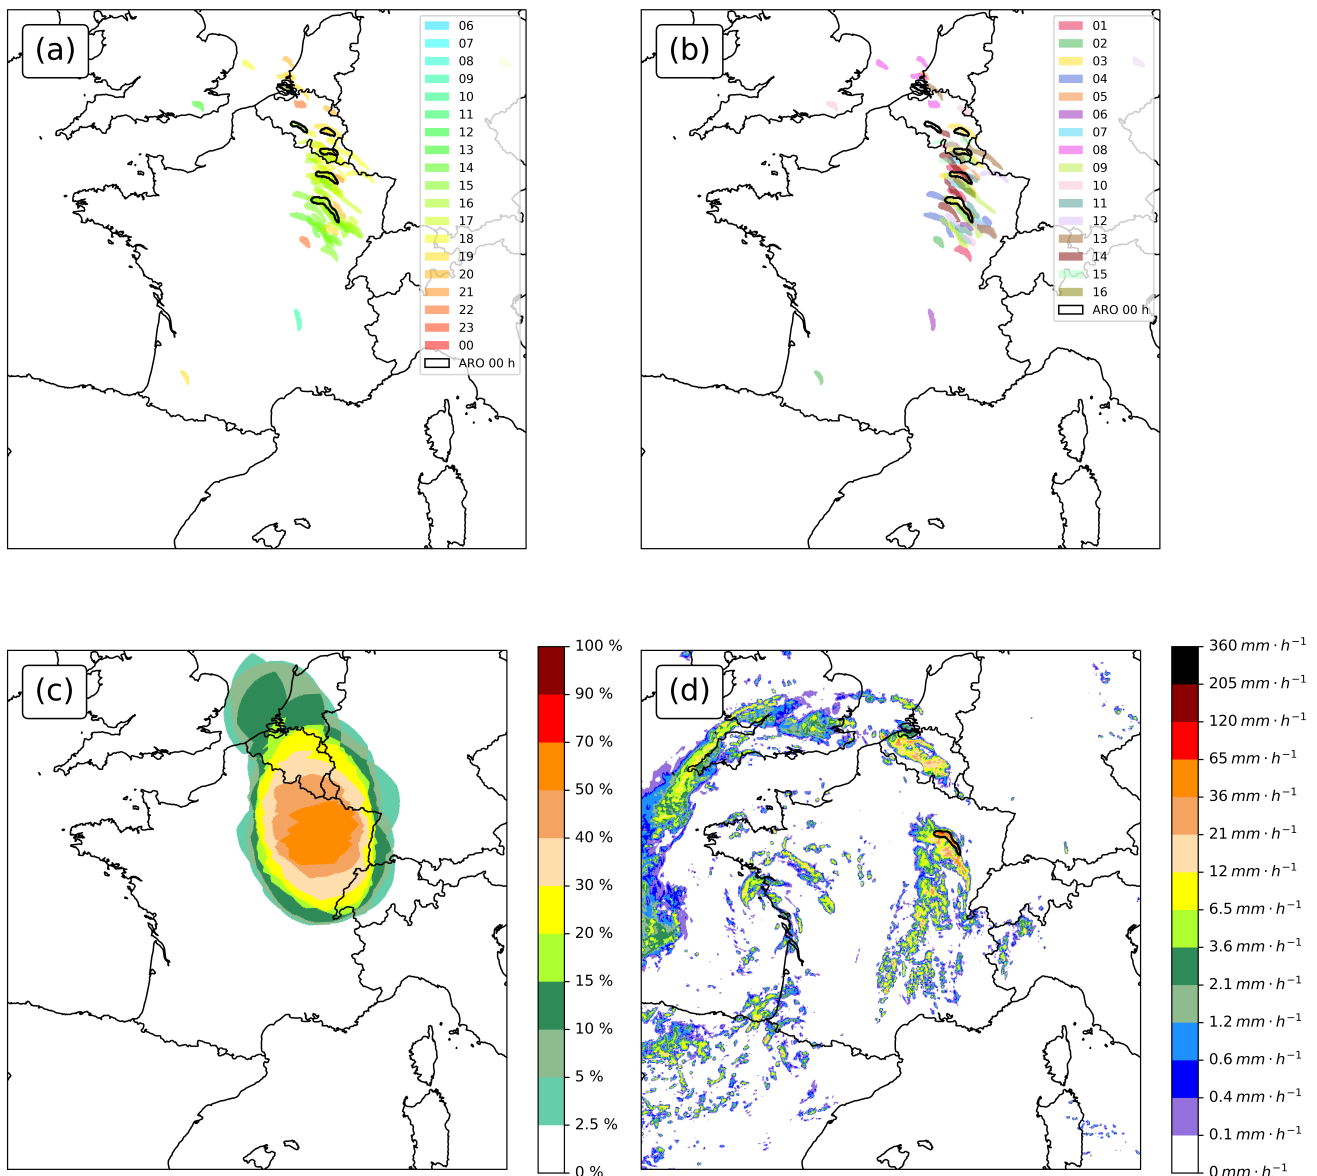 (a)
06
07
08
09
10
11
12
13
14
15
16
17
18
19
20
21
22
23
00
ARO 00 h
(b)
01
02
03
04
05
06
07
08
09
10
11
12
13
14
15
16
ARO 00 h
(c)
100 %
90 %
70 %
50 %
40 %
30 %
20 %
15 %
10 %
5 %
2.5 %
0 %
(d)
360 mm · h⁻¹
205 mm · h⁻¹
120 mm · h⁻¹
65 mm · h⁻¹
36 mm · h⁻¹
21 mm · h⁻¹
12 mm · h⁻¹
6.5 mm · h⁻¹
3.6 mm · h⁻¹
2.1 mm · h⁻¹
1.2 mm · h⁻¹
0.6 mm · h⁻¹
0.4 mm · h⁻¹
0.1 mm · h⁻¹
0 mm · h⁻¹